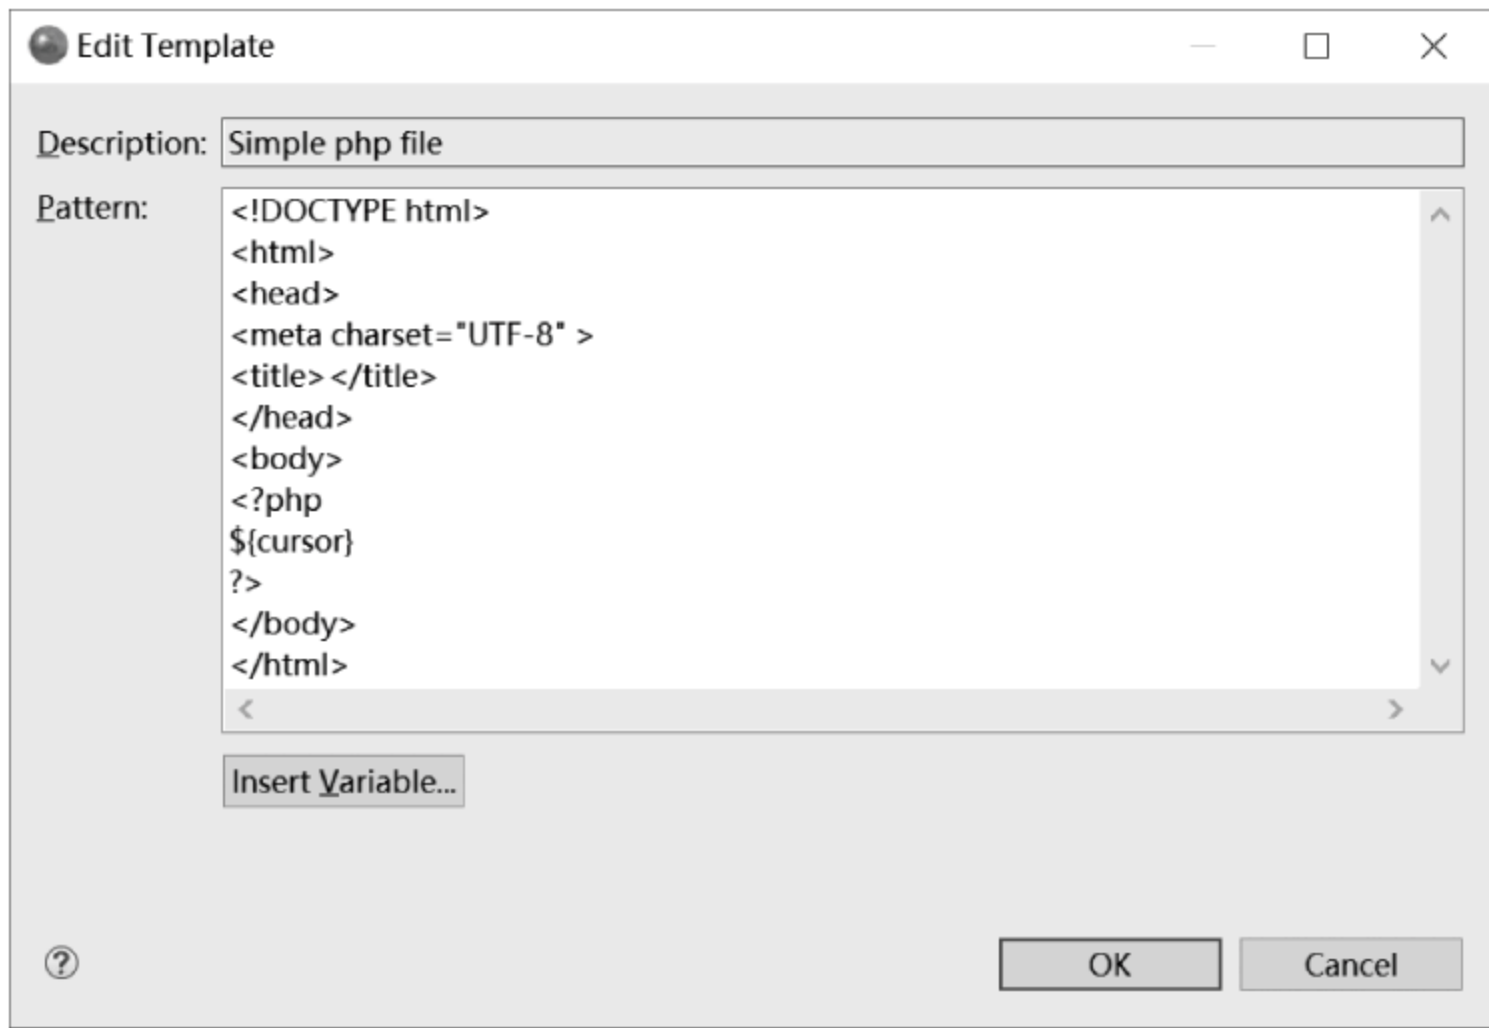 Edit Template
Description: Simple php file
Pattern:
<!DOCTYPE html>
<html>
<head>
<meta charset="UTF-8" >
<title></title>
</head>
<body>
<?php
${cursor}
?>
</body>
</html>
Insert Variable...
OK Cancel